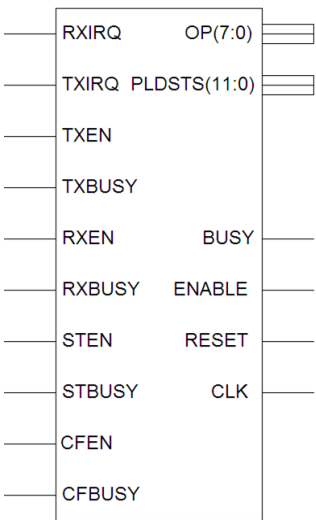 RXIRQ OP(7:0)
TXIRQ PLDSTS(11:0)
TXEN
TXBUSY
RXEN BUSY
RXBUSY ENABLE
STEN RESET
STBUSY CLK
CFEN
CFBUSY